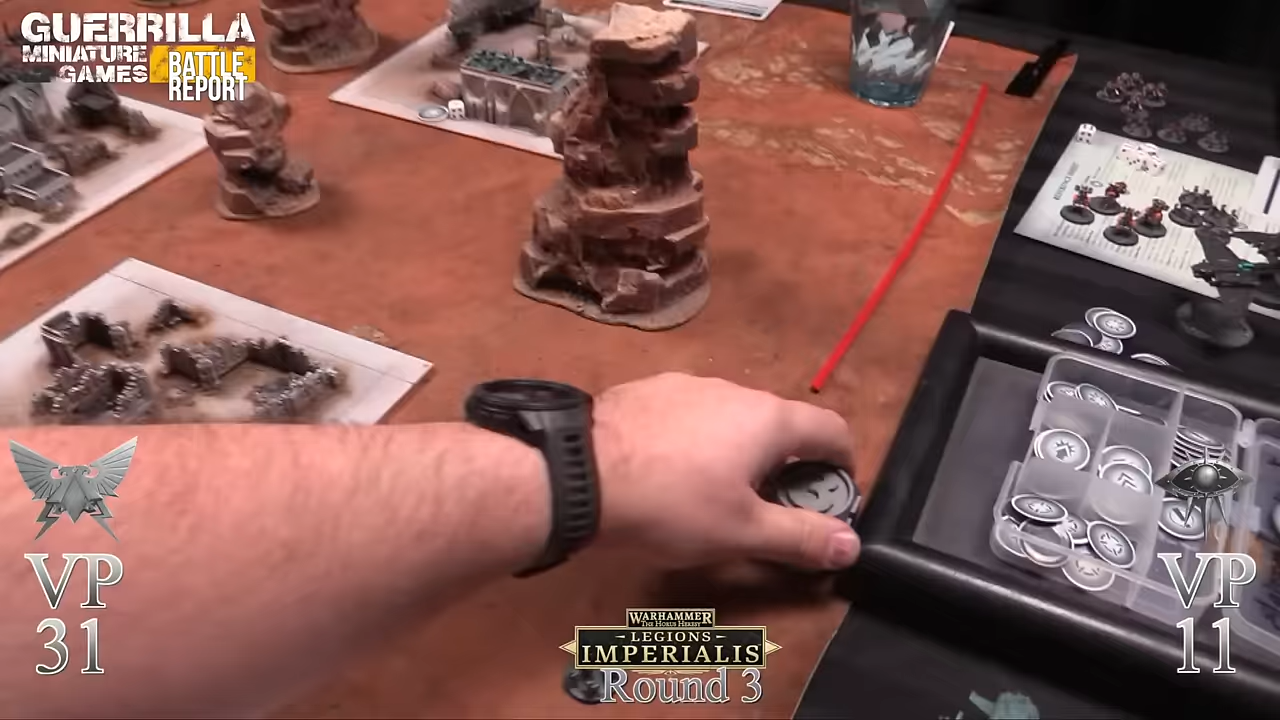 GUERRILLA
MINIATURE
GAMES
BATTLE
REPORT
VP
31
VP
11
WARHAMMER
THE HORUS HERESY
LEGIONS
IMPERIALIS
Round 3